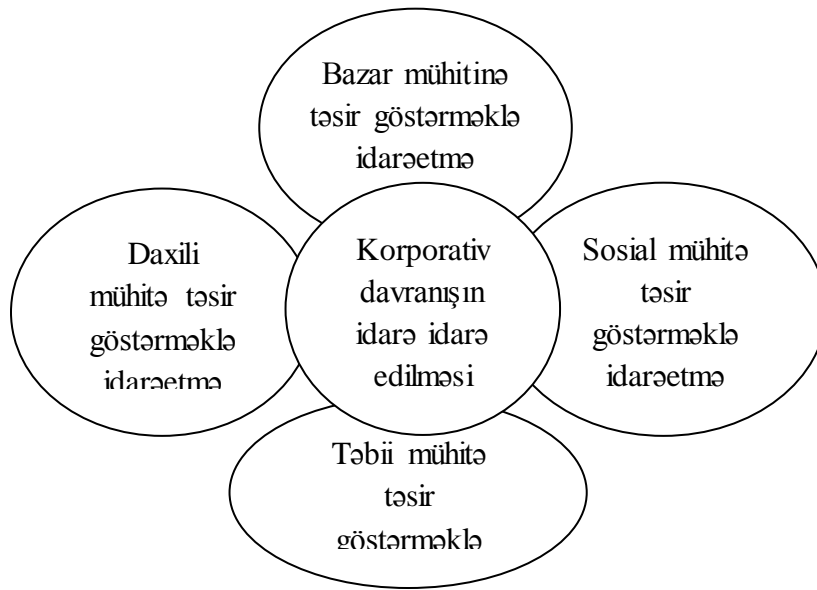 Bazar mühitinə
təsir göstərməklə
idarəetmə
Daxili
mühitə təsir
göstərməklə
idarəetmə
Korporativ
davranışın
idarə idarə
edilməsi
Sosial mühitə
təsir
göstərməklə
idarəetmə
Təbii mühitə
təsir
göstərməklə